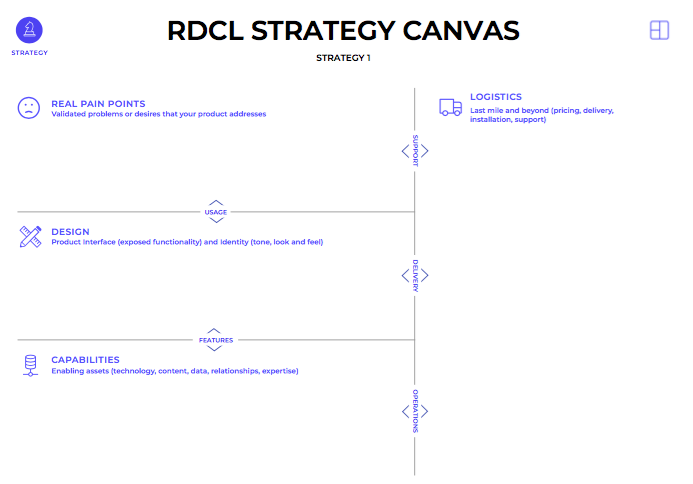 RDCL STRATEGY CANVAS
STRATEGY
STRATEGY 1
REAL PAIN POINTS
Validated problems or desires that your product addresses
LOGISTICS
Last mile and beyond (pricing, delivery,
installation, support)
SUPPORT
USAGE
DESIGN
Product Interface (exposed functionality) and Identity (tone, look and feel)
DELIVERY
FEATURES
CAPABILITIES
Enabling assets (technology, content, data, relationships, expertise)
OPERATIONS